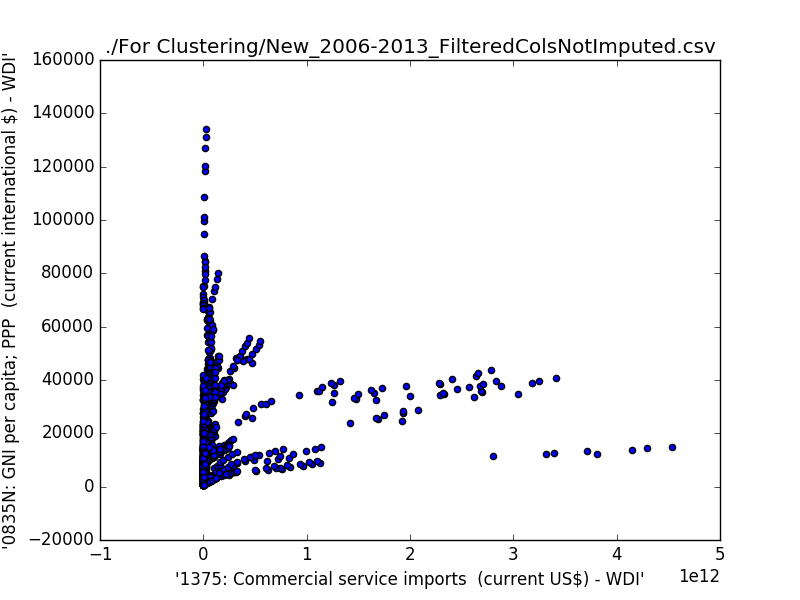 ./For Clustering/New_2006-2013_FilteredColsNotImputed.csv
'0835N: GNI per capita; PPP  (current international $) - WDI'
160000
140000
120000
100000
80000
60000
40000
20000
0
−20000
−1 0 1 2 3 4 5
1e12
'1375: Commercial service imports  (current US$) - WDI'